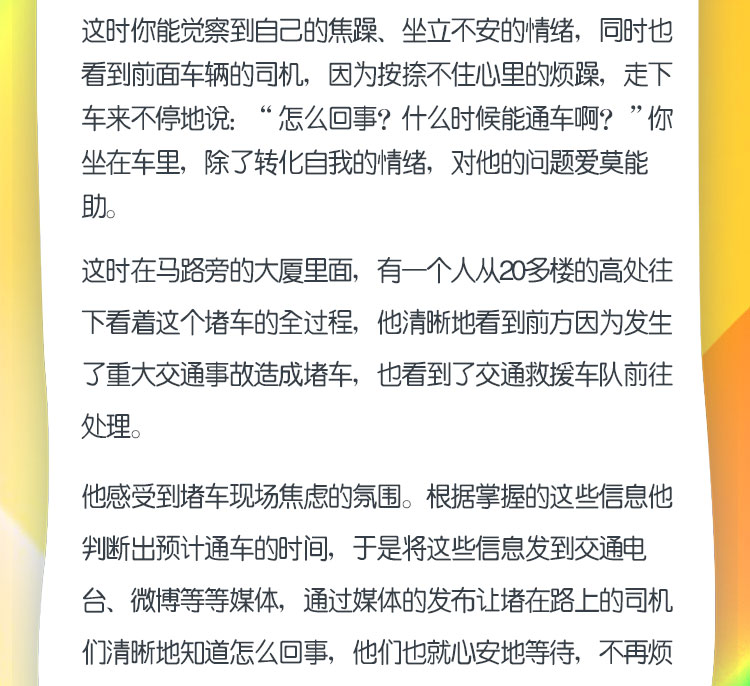 这时你能觉察到自己的焦躁、坐立不安的情绪，同时也
看到前面车辆的司机，因为按捺不住心里的烦躁，走下
车来不停地说：“怎么回事？什么时候能通车啊？”你
坐在车里，除了转化自我的情绪，对他的问题爱莫能
助。
这时在马路旁的大厦里面，有一个人从20多楼的高处往
下看着这个堵车的全过程，他清晰地看到前方因为发生
了重大交通事故造成堵车，也看到了交通救援车队前往
处理。
他感受到堵车现场焦虑的氛围。根据掌握的这些信息他
判断出预计通车的时间，于是将这些信息发到交通电
台、微博等等媒体，通过媒体的发布让堵在路上的司机
们清晰地知道怎么回事，他们也就心安地等待，不再烦